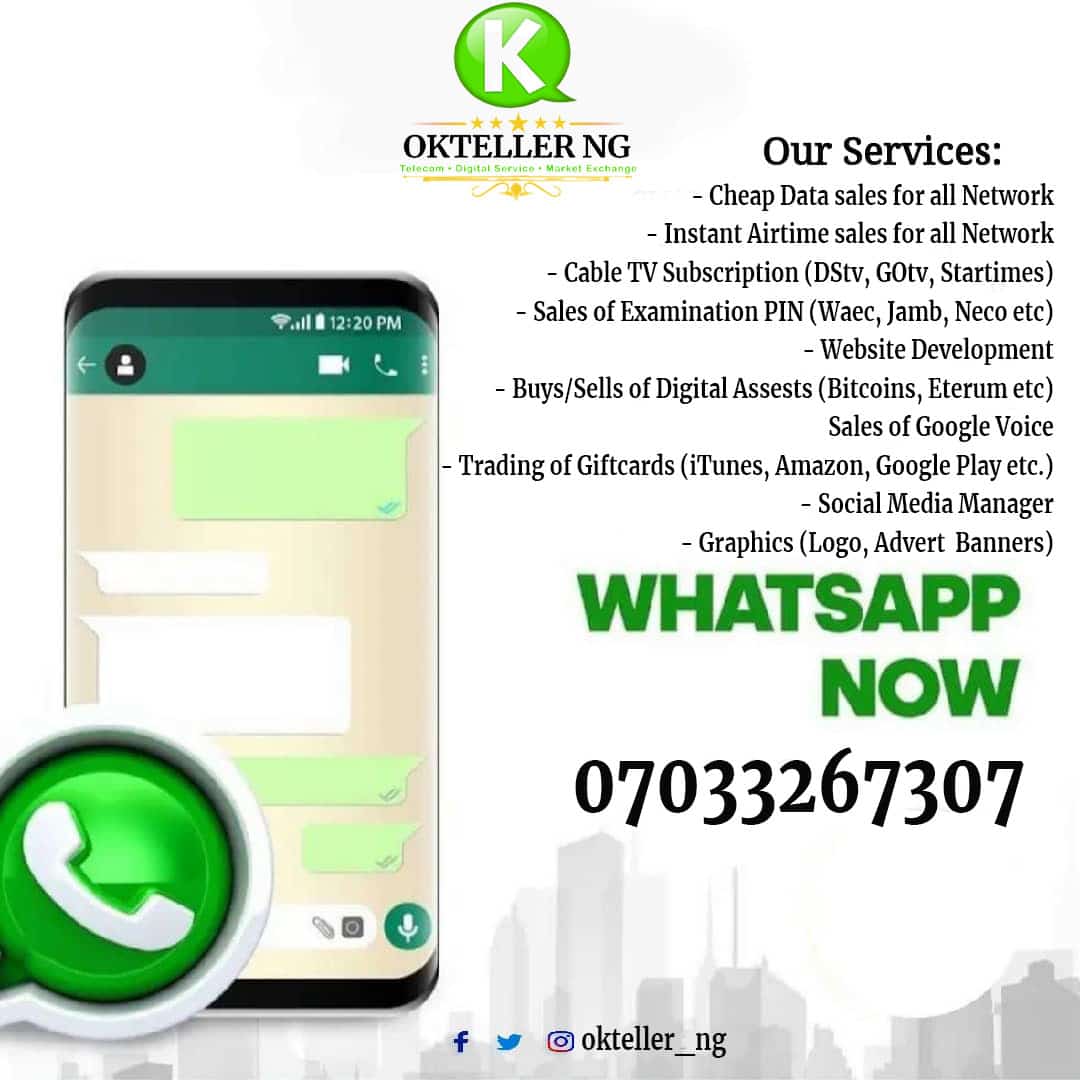 K
OKTELLER NG
Telecom • Digital Service • Market Exchange
Our Services:
- Cheap Data sales for all Network
- Instant Airtime sales for all Network
- Cable TV Subscription (DStv, GOtv, Startimes)
- Sales of Examination PIN (Waec, Jamb, Neco etc)
- Website Development
- Buys/Sells of Digital Assests (Bitcoins, Eterum etc)
Sales of Google Voice
- Trading of Giftcards (iTunes, Amazon, Google Play etc.)
- Social Media Manager
- Graphics (Logo, Advert Banners)
12:20 PM
WHATSAPP
NOW
07033267307
okteller_ng